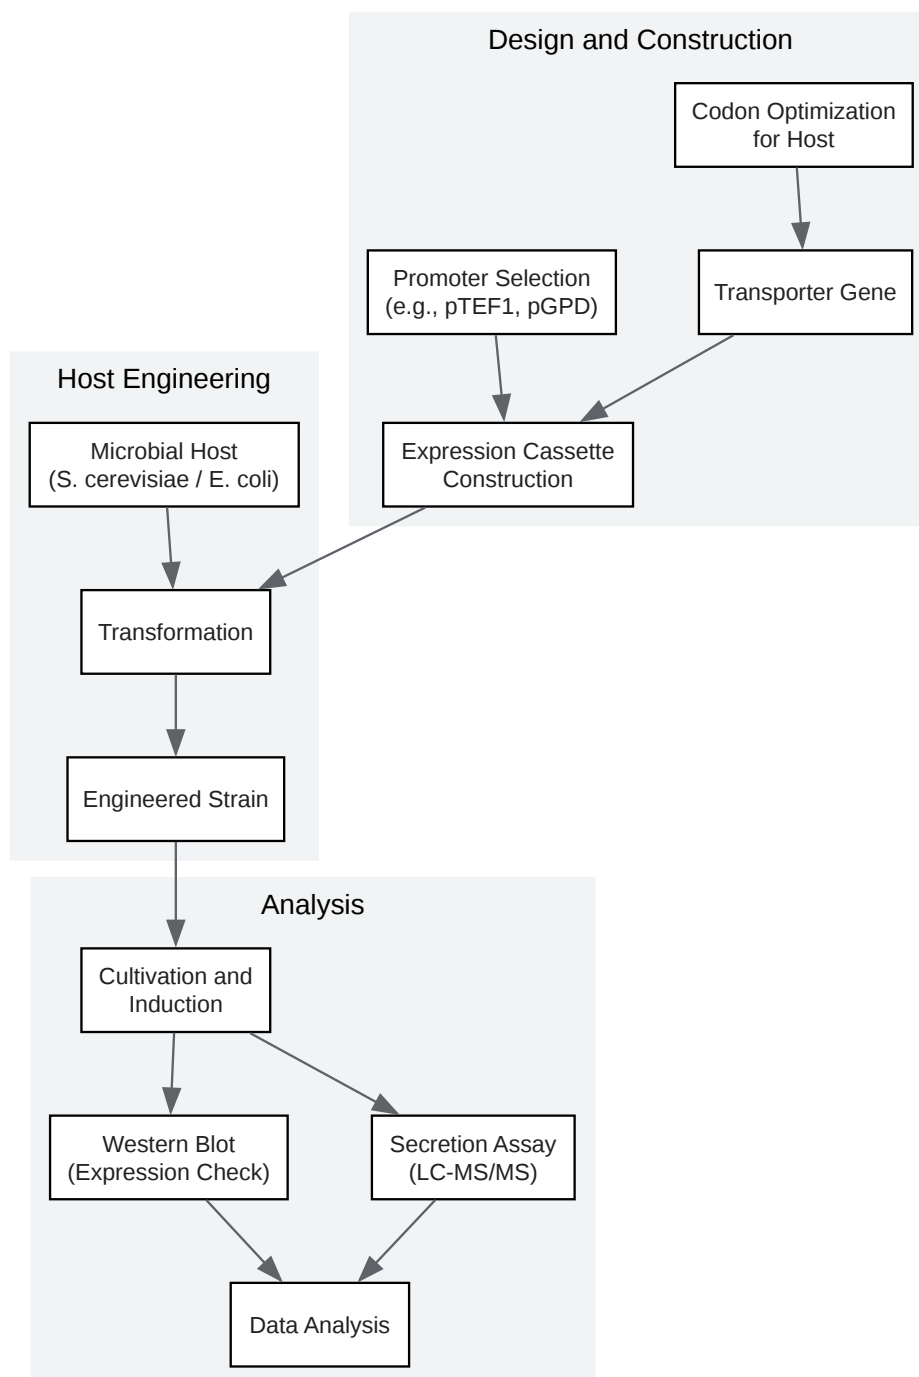 Design and Construction
Codon Optimization
for Host
Promoter Selection
(e.g., pTEF1, pGPD)
Transporter Gene
Host Engineering
Microbial Host
(S. cerevisiae / E. coli)
Expression Cassette
Construction
Transformation
Engineered Strain
Analysis
Cultivation and
Induction
Western Blot
(Expression Check)
Secretion Assay
(LC-MS/MS)
Data Analysis